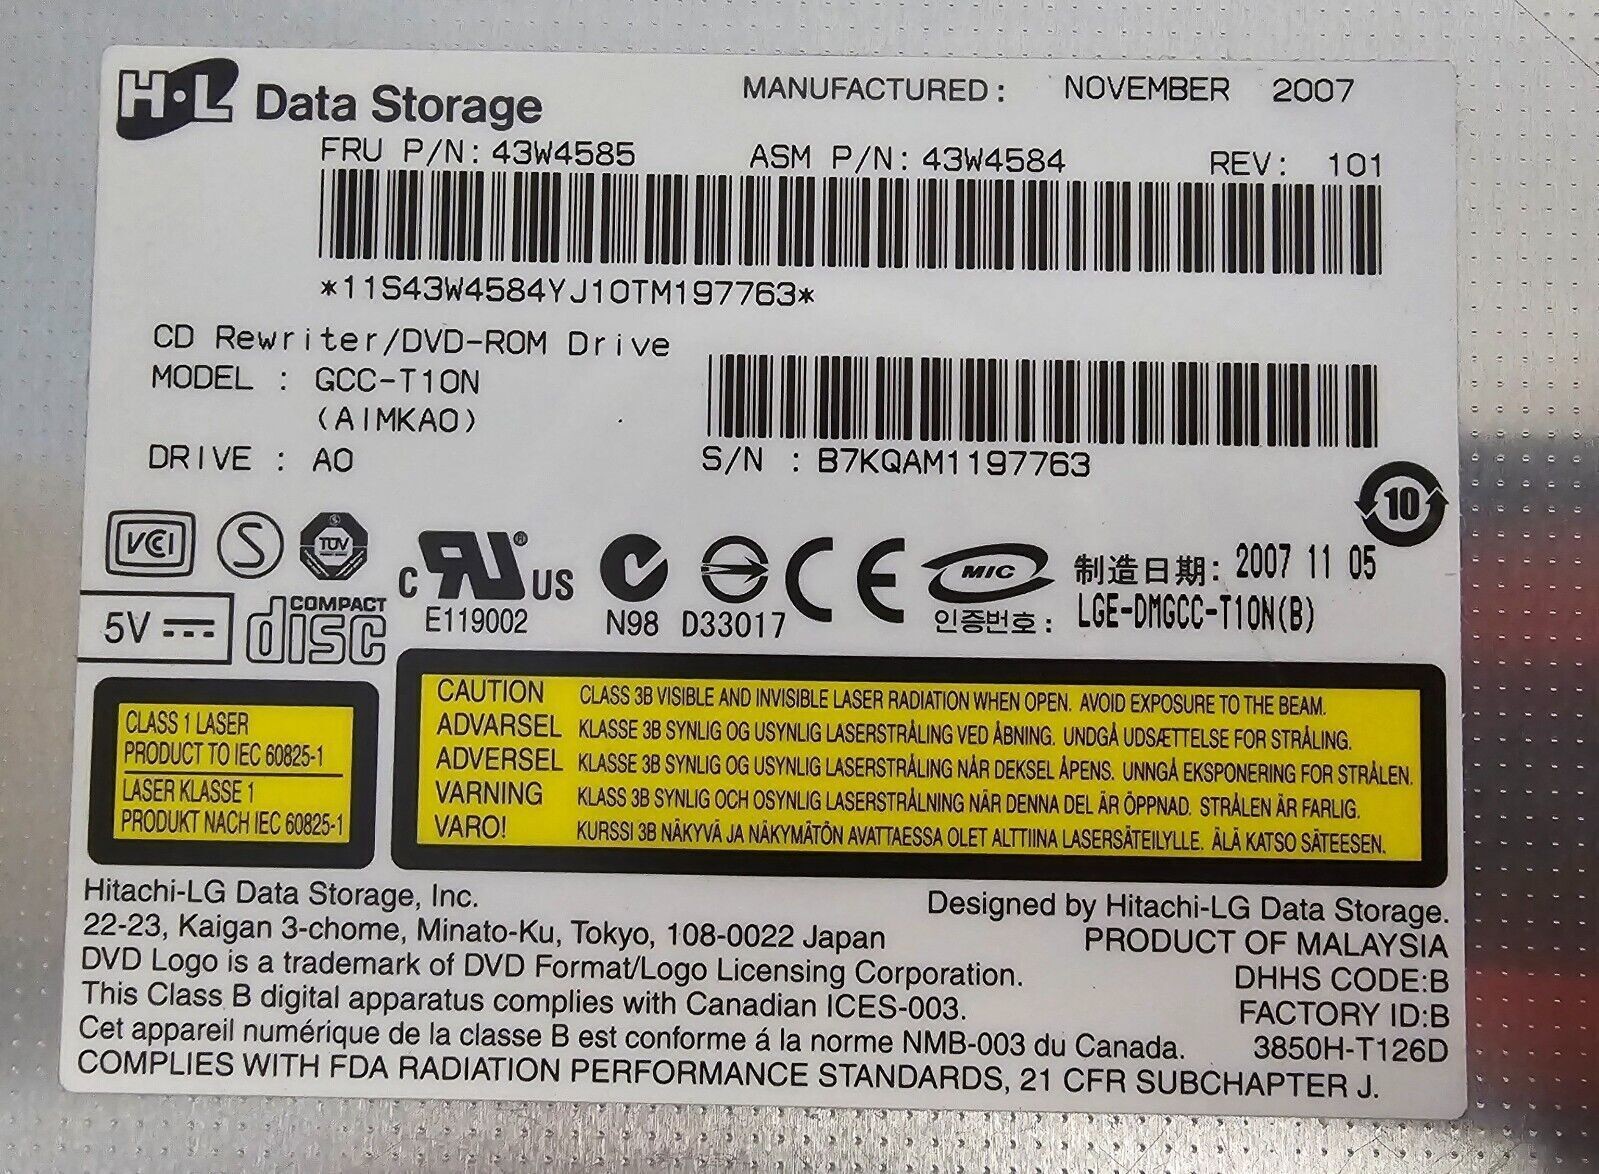 H·L Data Storage
MANUFACTURED: NOVEMBER 2007
FRU P/N: 43W4585 ASM P/N: 43W4584 REV: 101
*11S43W4584YJ10TM197763*
CD Rewriter/DVD-ROM Drive
MODEL : GCC-T10N
(AIMKA0)
DRIVE : A0
S/N : B7KQAM1197763
10
VCCI S TÜV
C RU ® US
E119002
N98 D33017
CE
MIC
인증번호 :
制造日期: 2007 11 05
LGE-DMGCC-T10N(B)
5V
COMPACT
disc
CLASS 1 LASER
PRODUCT TO IEC 60825-1
LASER KLASSE 1
PRODUKT NACH IEC 60825-1
CAUTION CLASS 3B VISIBLE AND INVISIBLE LASER RADIATION WHEN OPEN. AVOID EXPOSURE TO THE BEAM.
ADVARSEL KLASSE 3B SYNLIG OG USYNLIG LASERSTRÅLING VED ÅBNING. UNDGÅ UDSÆTTELSE FOR STRÅLING.
ADVERSEL KLASSE 3B SYNLIG OG USYNLIG LASERSTRÅLING NÅR DEKSEL ÅPENS. UNNGÅ EKSPONERING FOR STRÅLEN.
VARNING KLASS 3B SYNLIG OCH OSYNLIG LASERSTRÅLNING NÄR DENNA DEL ÄR ÖPPNAD. STRÅLEN ÄR FARLIG.
VARO! KURSSI 3B NÄKYVÄ JA NÄKYMÄTÖN AVATTAESSA OLET ALTTIINA LASERSÄTEILYLLE. ÄLÄ KATSO SÄTEESEN.
Hitachi-LG Data Storage, Inc.
22-23, Kaigan 3-chome, Minato-Ku, Tokyo, 108-0022 Japan
DVD Logo is a trademark of DVD Format/Logo Licensing Corporation.
This Class B digital apparatus complies with Canadian ICES-003.
Cet appareil numérique de la classe B est conforme á la norme NMB-003 du Canada.
COMPLIES WITH FDA RADIATION PERFORMANCE STANDARDS, 21 CFR SUBCHAPTER J.
Designed by Hitachi-LG Data Storage.
PRODUCT OF MALAYSIA
DHHS CODE:B
FACTORY ID:B
3850H-T126D